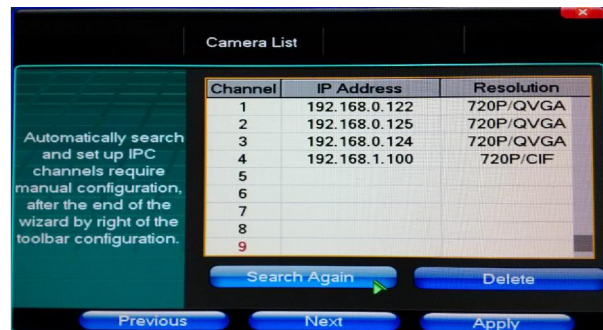 Camera List
Channel IP Address Resolution
1 192.168.0.122 720P/QVGA
2 192.168.0.125 720P/QVGA
3 192.168.0.124 720P/QVGA
4 192.168.1.100 720P/CIF
5
6
7
8
9
Automatically search
and set up IPC
channels require
manual configuration,
after the end of the
wizard by right of the
toolbar configuration.
Search Again Delete
Previous Next Apply